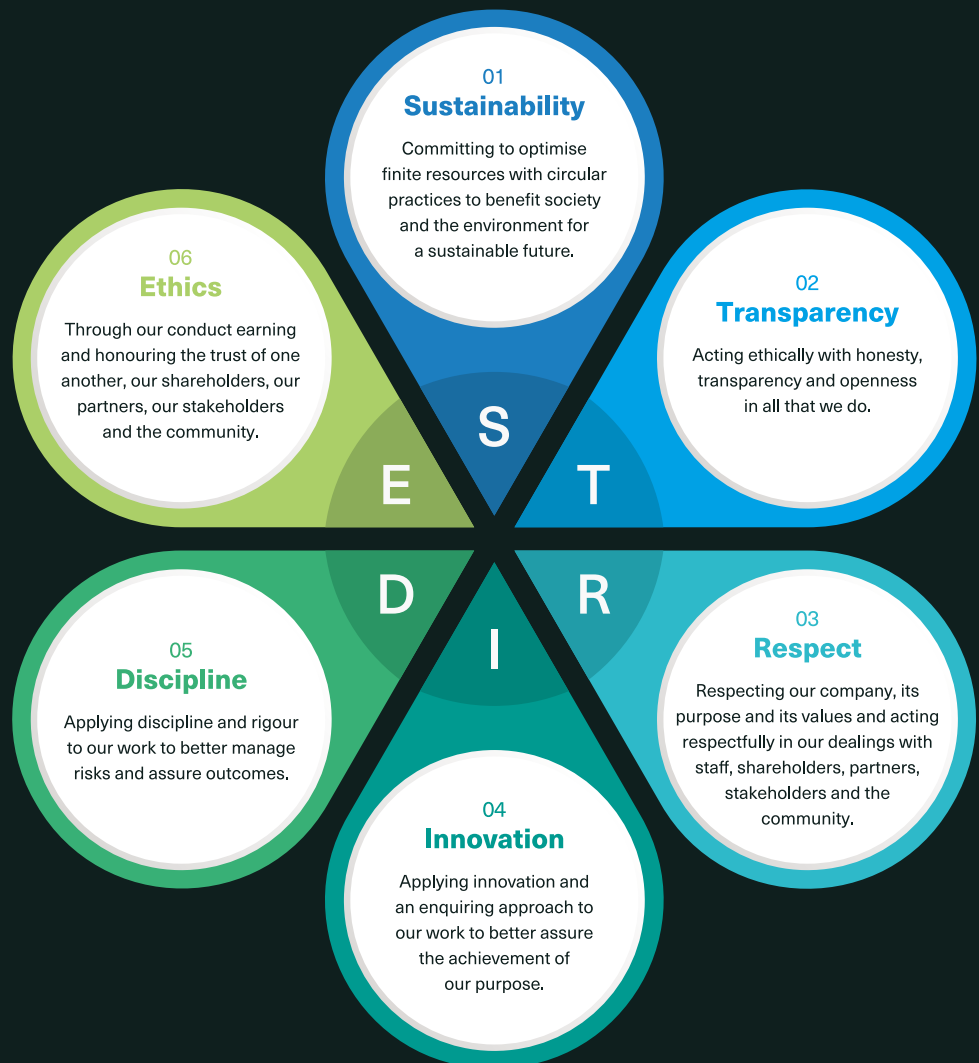 01
Sustainability
Committing to optimise
finite resources with circular
practices to benefit society
and the environment for
a sustainable future.
02
Transparency
Acting ethically with honesty,
transparency and openness
in all that we do.
03
Respect
Respecting our company, its
purpose and its values and acting
respectfully in our dealings with
staff, shareholders, partners,
stakeholders and the
community.
04
Innovation
Applying innovation and
an enquiring approach to
our work to better assure
the achievement of
our purpose.
05
Discipline
Applying discipline and rigour
to our work to better manage
risks and assure outcomes.
06
Ethics
Through our conduct earning
and honouring the trust of one
another, our shareholders, our
partners, our stakeholders
and the community.
S
T
R
I
D
E